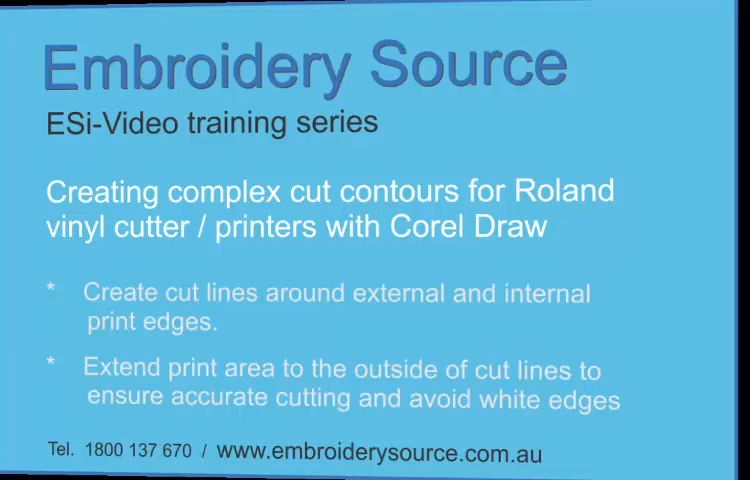 Embroidery Source
ESi-Video training series
Creating complex cut contours for Roland
vinyl cutter / printers with Corel Draw
* Create cut lines around external and internal
print edges.
* Extend print area to the outside of cut lines to
ensure accurate cutting and avoid white edges
Tel. 1800 137 670 / www.embroiderysource.com.au